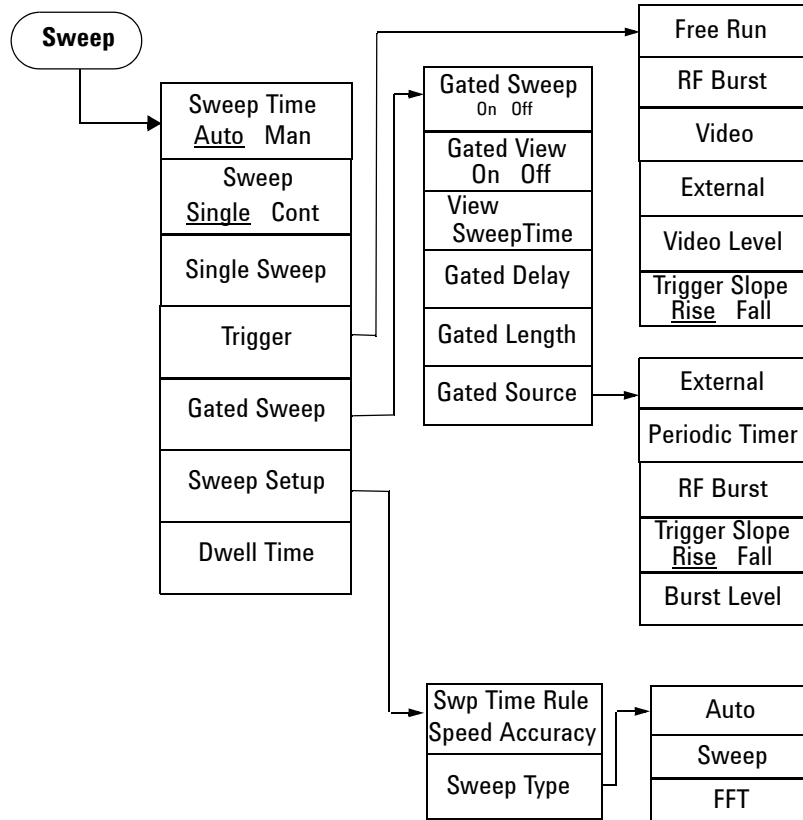 Sweep
Sweep Time
Auto Man
Sweep
Single Cont
Single Sweep
Trigger
Gated Sweep
Sweep Setup
Dwell Time
Gated Sweep
On Off
Gated View
On Off
View
SweepTime
Gated Delay
Gated Length
Gated Source
Free Run
RF Burst
Video
External
Video Level
Trigger Slope
Rise Fall
External
Periodic Timer
RF Burst
Trigger Slope
Rise Fall
Burst Level
Swp Time Rule
Speed Accuracy
Sweep Type
Auto
Sweep
FFT